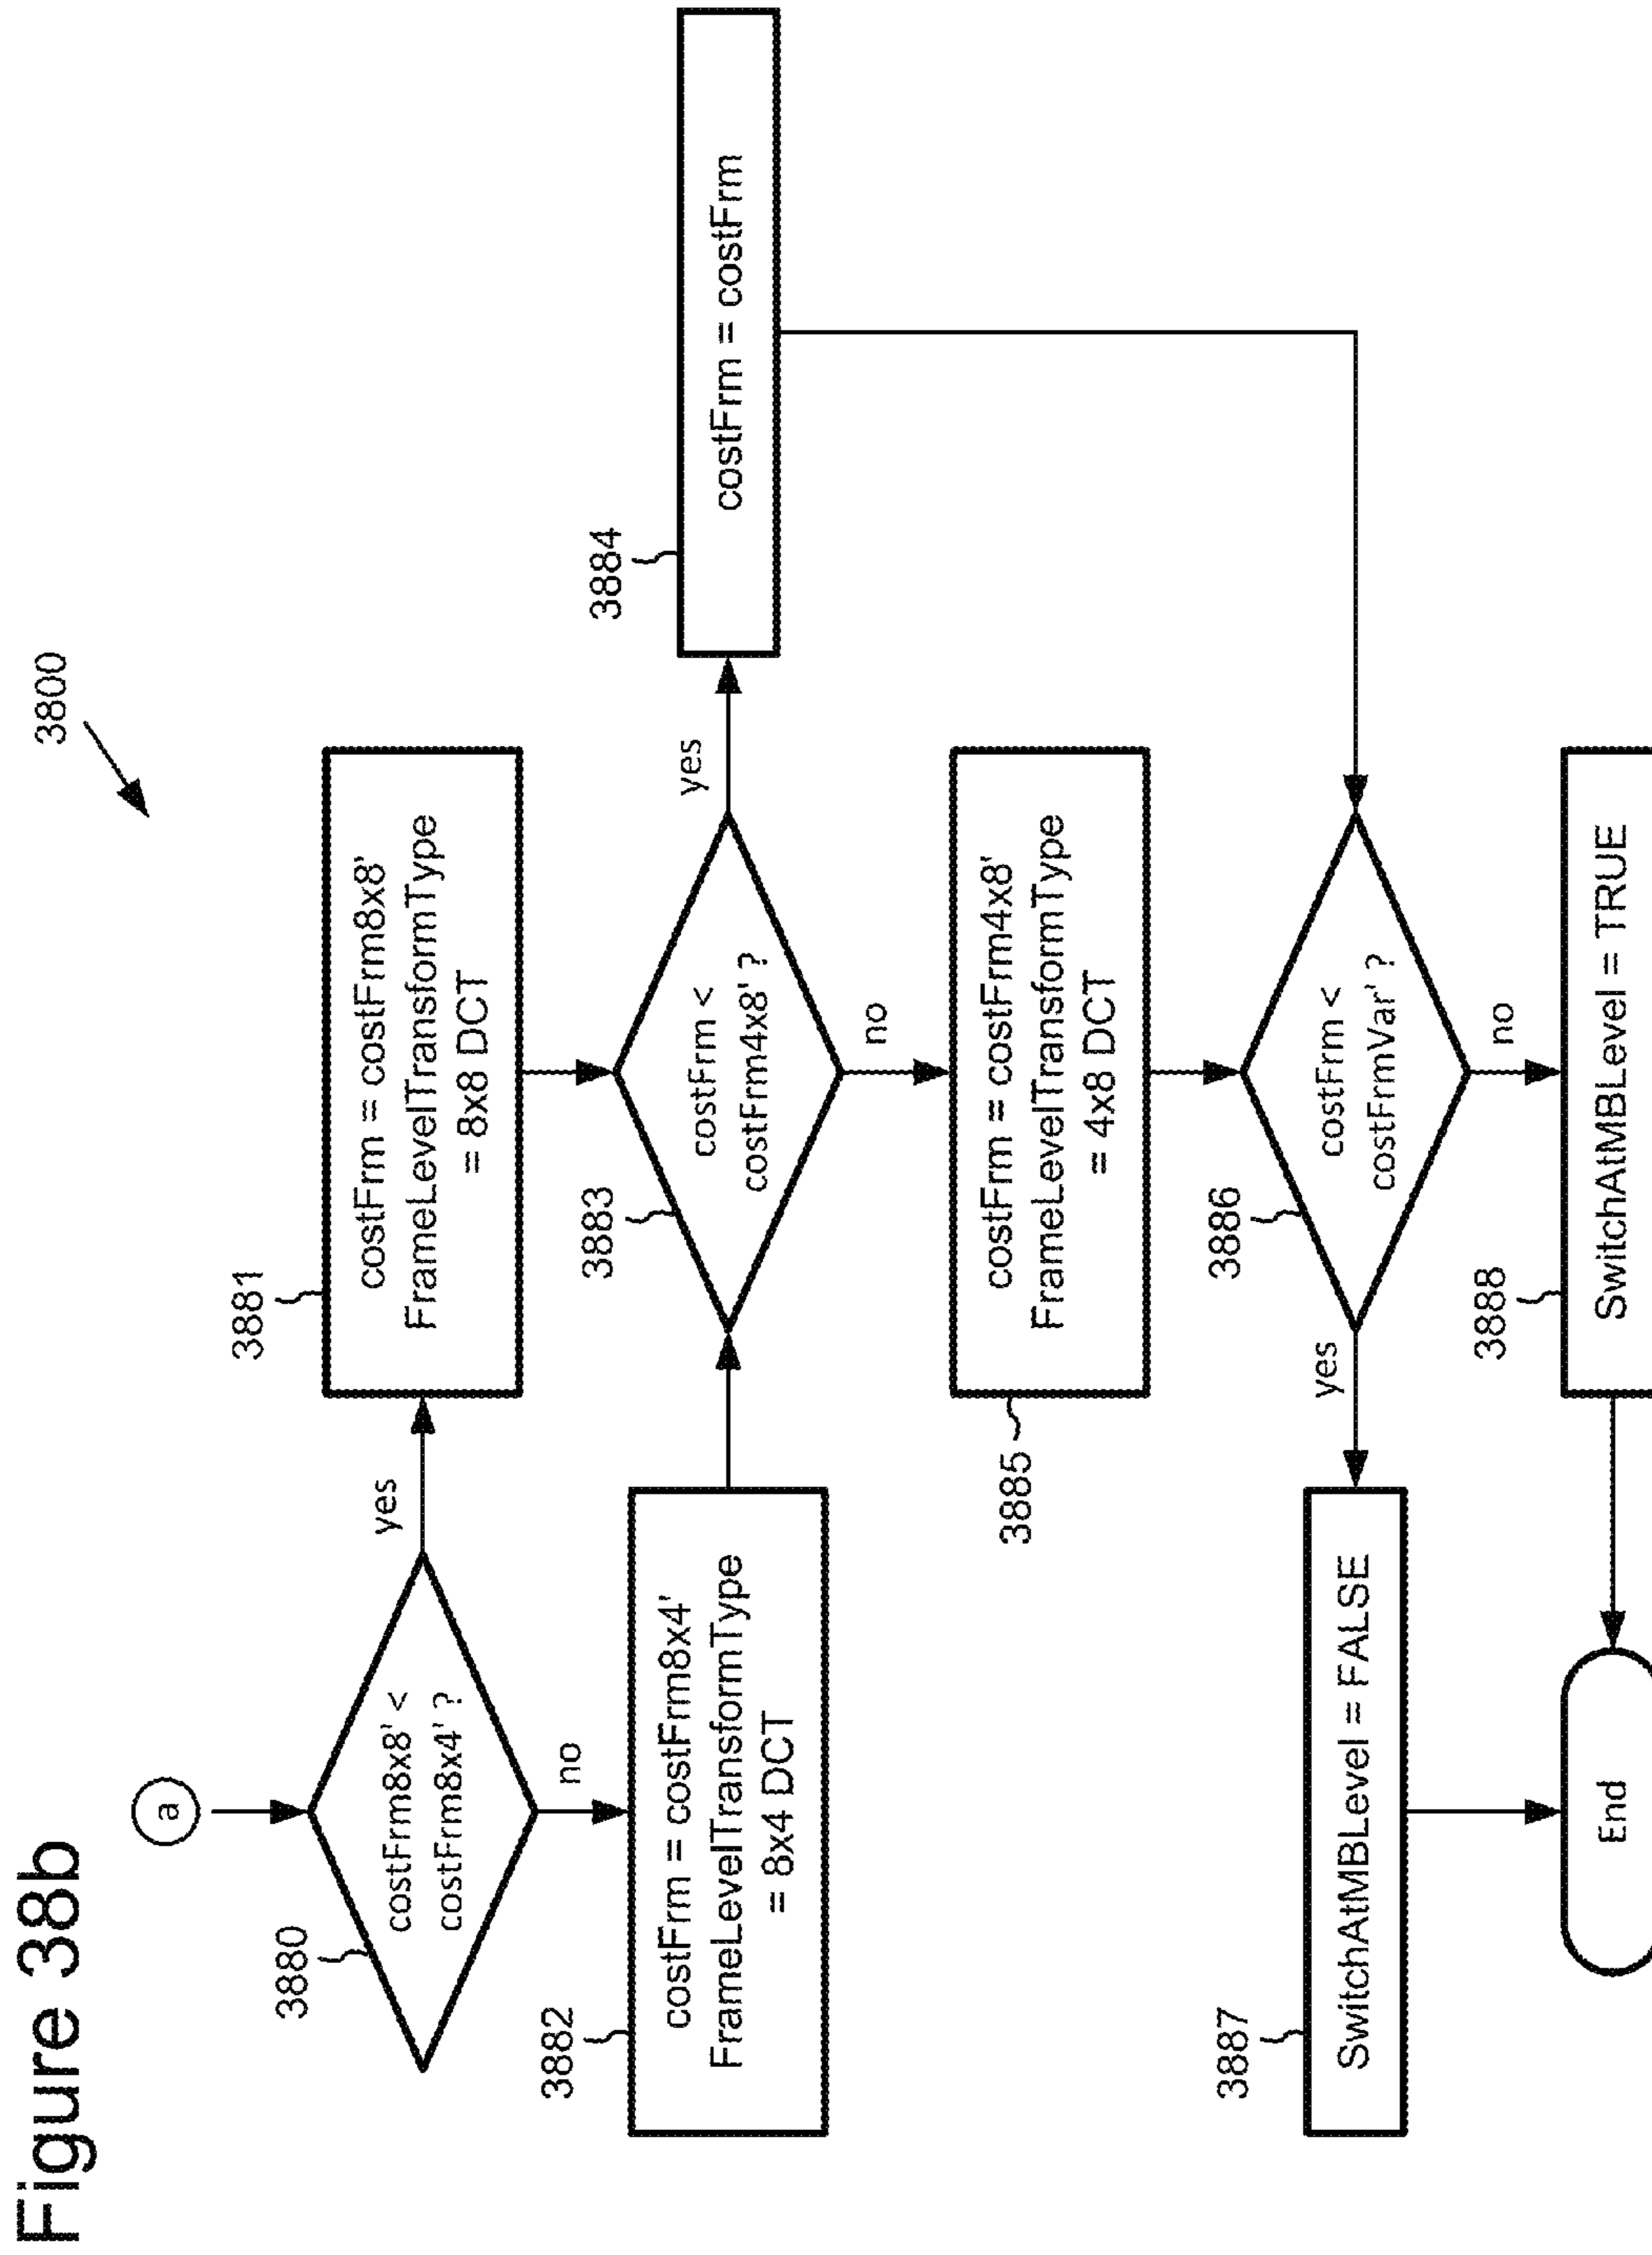 Figure 38b
3800
a
3880
costFrm8x8' <
costFrm8x4' ?
yes
no
3881
costFrm = costFrm8x8'
FrameLevelTransformType
= 8x8 DCT
3882
costFrm = costFrm8x4'
FrameLevelTransformType
= 8x4 DCT
3883
costFrm <
costFrm4x8' ?
yes
no
3884
costFrm = costFrm
3885
costFrm = costFrm4x8'
FrameLevelTransformType
= 4x8 DCT
3886
costFrm <
costFrmVar' ?
yes
no
3887
SwitchAtMBLevel = FALSE
3888
SwitchAtMBLevel = TRUE
End